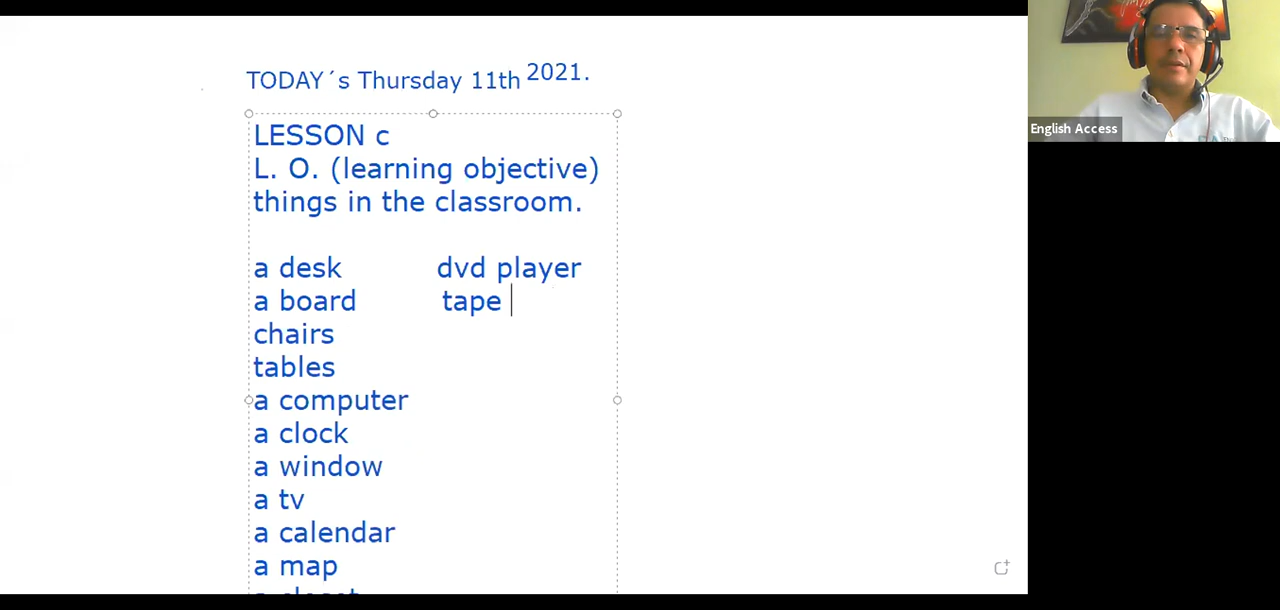 TODAY´s Thursday 11th 2021.
LESSON c
L. O. (learning objective)
things in the classroom.
a desk dvd player
a board tape
chairs
tables
a computer
a clock
a window
a tv
a calendar
a map
English Access